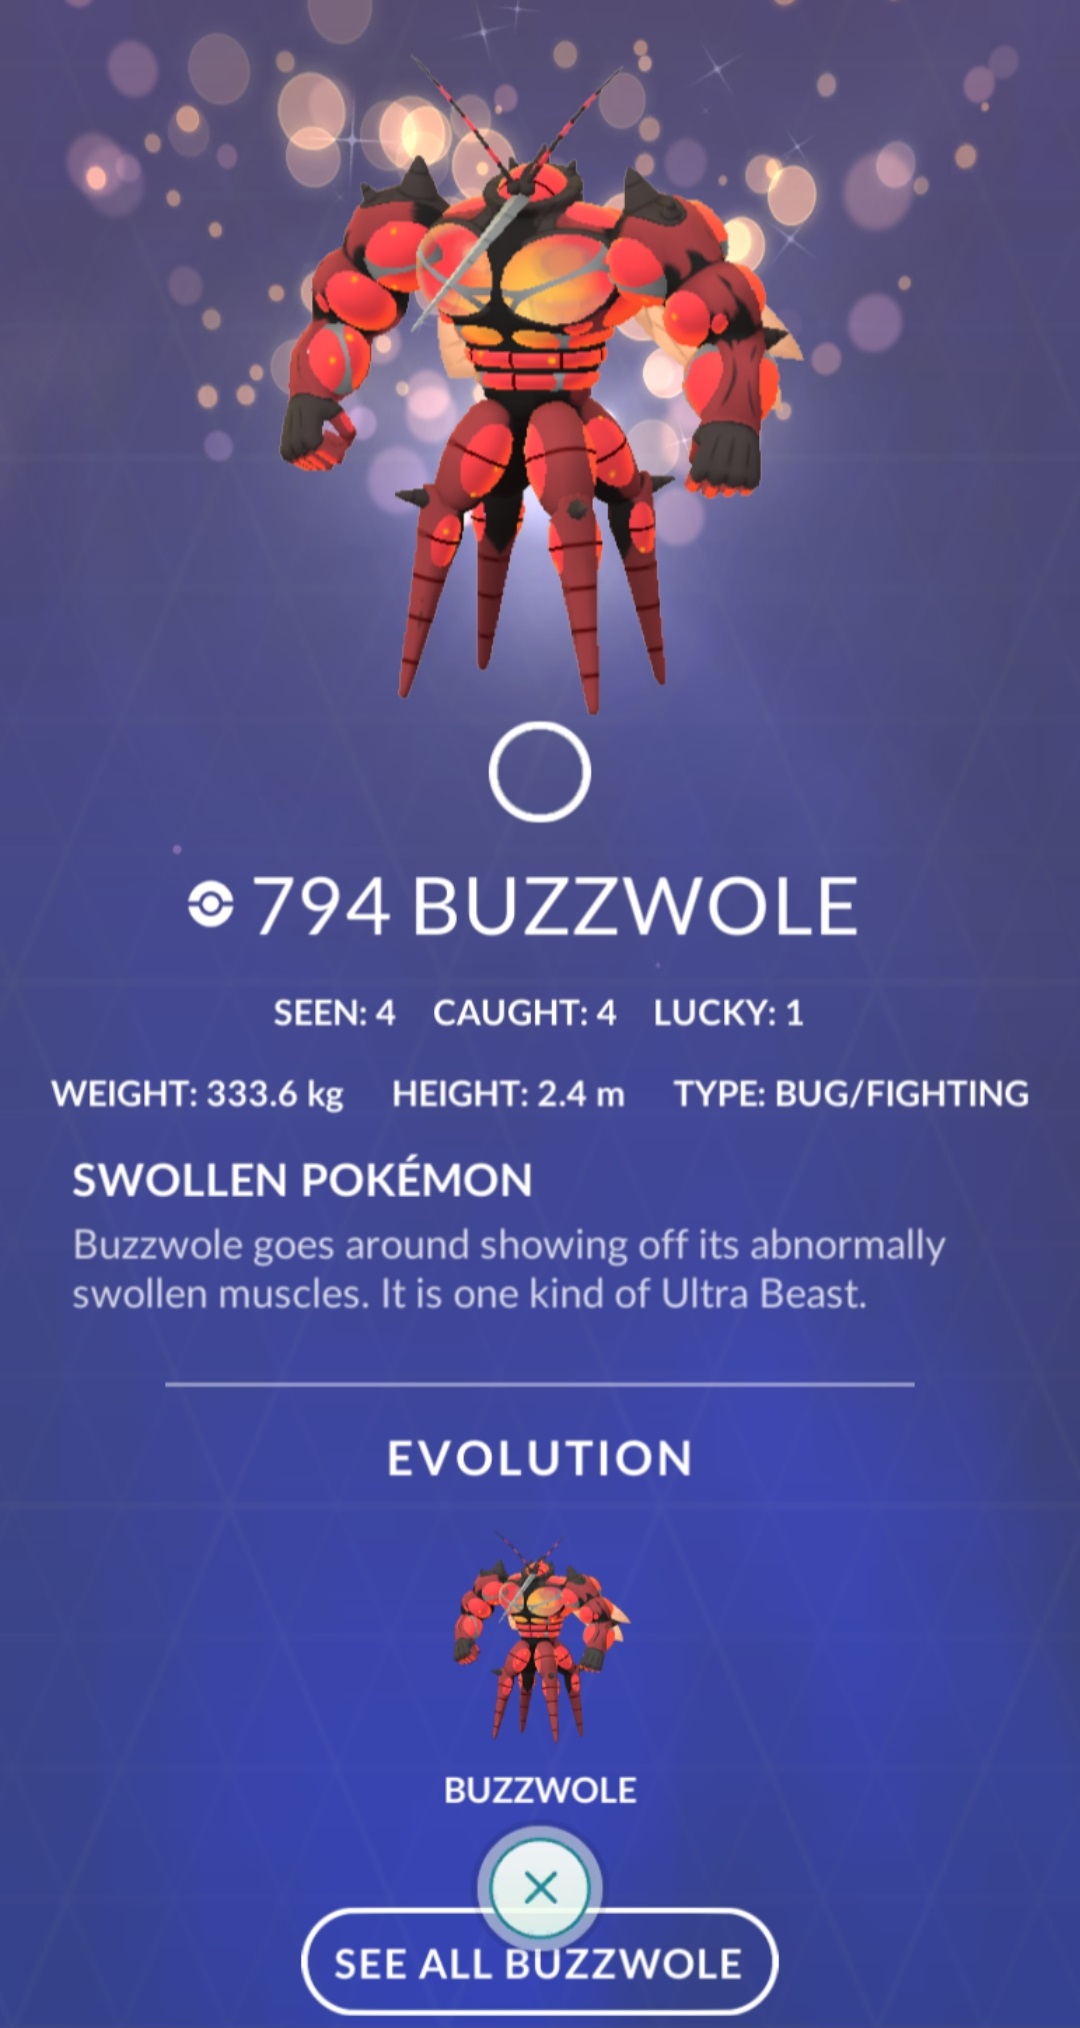 794 BUZZWOLE
SEEN: 4 CAUGHT: 4 LUCKY: 1
WEIGHT: 333.6 kg HEIGHT: 2.4 m TYPE: BUG/FIGHTING
SWOLLEN POKÉMON
Buzzwole goes around showing off its abnormally
swollen muscles. It is one kind of Ultra Beast.
EVOLUTION
BUZZWOLE
SEE ALL BUZZWOLE